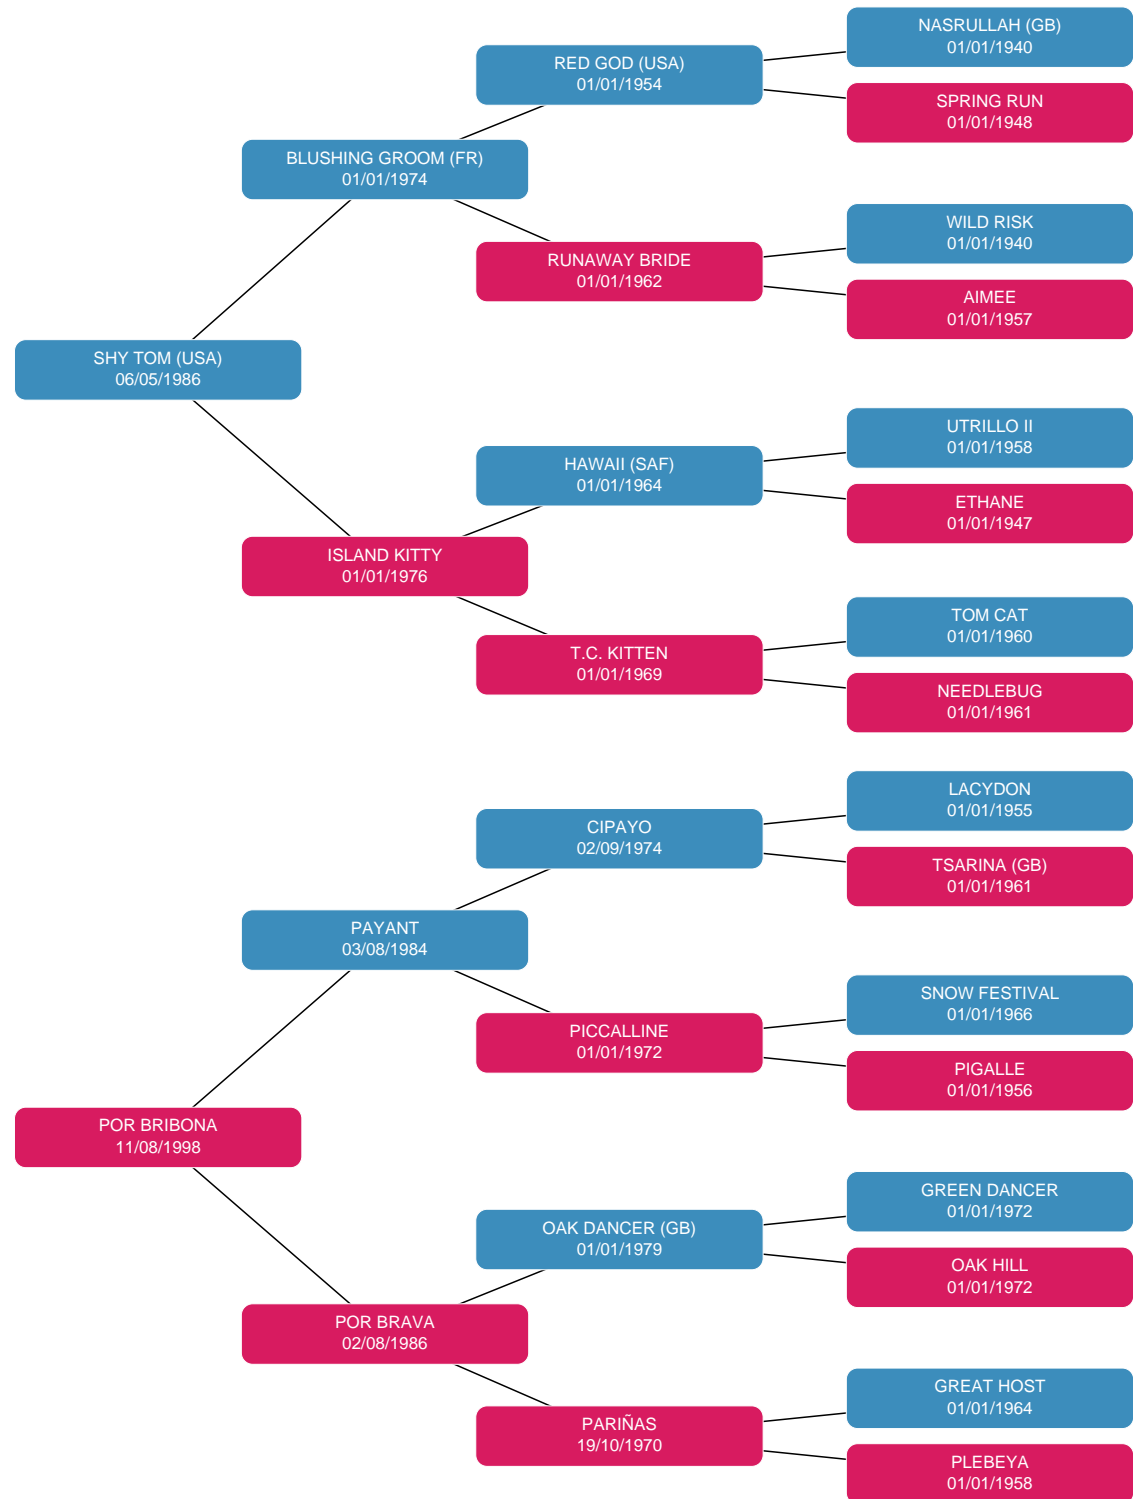 NASRULLAH (GB)
01/01/1940
RED GOD (USA)
01/01/1954
SPRING RUN
01/01/1948
BLUSHING GROOM (FR)
01/01/1974
WILD RISK
01/01/1940
RUNAWAY BRIDE
01/01/1962
AIMEE
01/01/1957
SHY TOM (USA)
06/05/1986
UTRILLO II
01/01/1958
HAWAII (SAF)
01/01/1964
ETHANE
01/01/1947
ISLAND KITTY
01/01/1976
TOM CAT
01/01/1960
T.C. KITTEN
01/01/1969
NEEDLEBUG
01/01/1961
LACYDON
01/01/1955
CIPAYO
02/09/1974
TSARINA (GB)
01/01/1961
PAYANT
03/08/1984
SNOW FESTIVAL
01/01/1966
PICCALLINE
01/01/1972
PIGALLE
01/01/1956
POR BRIBONA
11/08/1998
GREEN DANCER
01/01/1972
OAK DANCER (GB)
01/01/1979
OAK HILL
01/01/1972
POR BRAVA
02/08/1986
GREAT HOST
01/01/1964
PARIÑAS
19/10/1970
PLEBEYA
01/01/1958